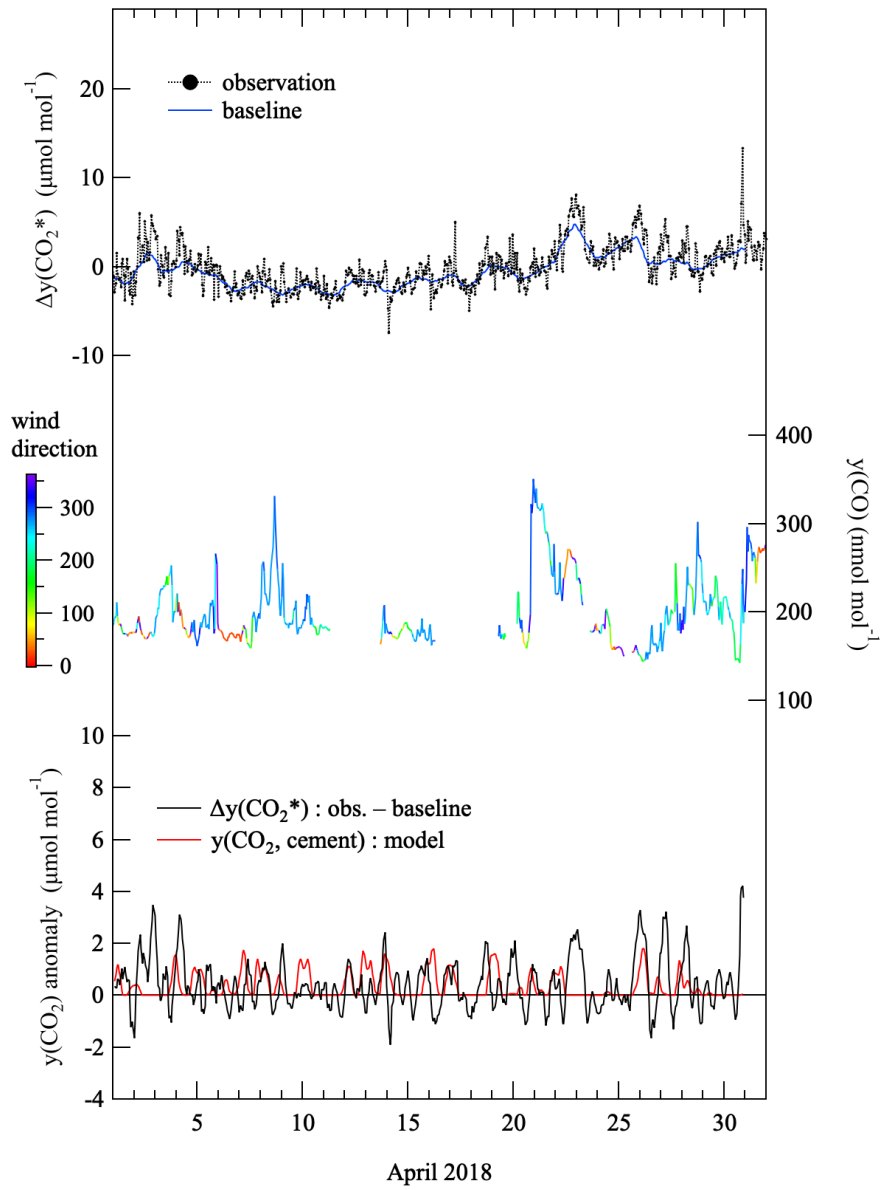 20
10
0
-10
Δy(CO₂*) (μmol mol⁻¹)
observation
baseline
wind
direction
300
200
100
0
400
300
200
100
y(CO) (nmol mol⁻¹)
10
8
6
4
2
0
-2
-4
y(CO₂) anomaly (μmol mol⁻¹)
Δy(CO₂*) : obs. – baseline
y(CO₂, cement) : model
5
10
15
20
25
30
April 2018